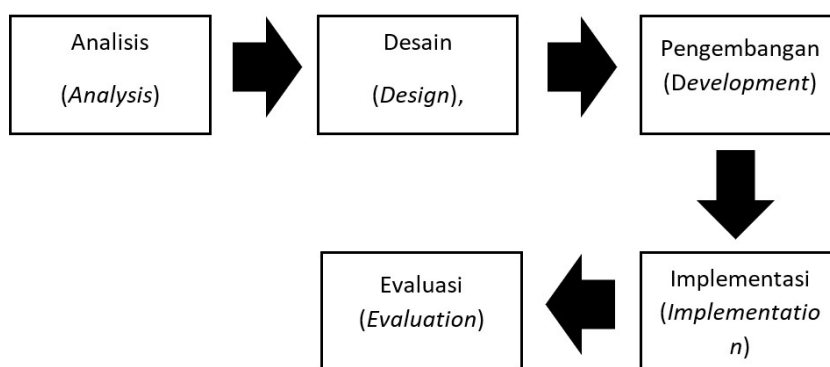 Analisis
(Analysis)
Desain
(Design),
Pengembangan
(Development)
Implementasi
(Implementatio
n)
Evaluasi
(Evaluation)